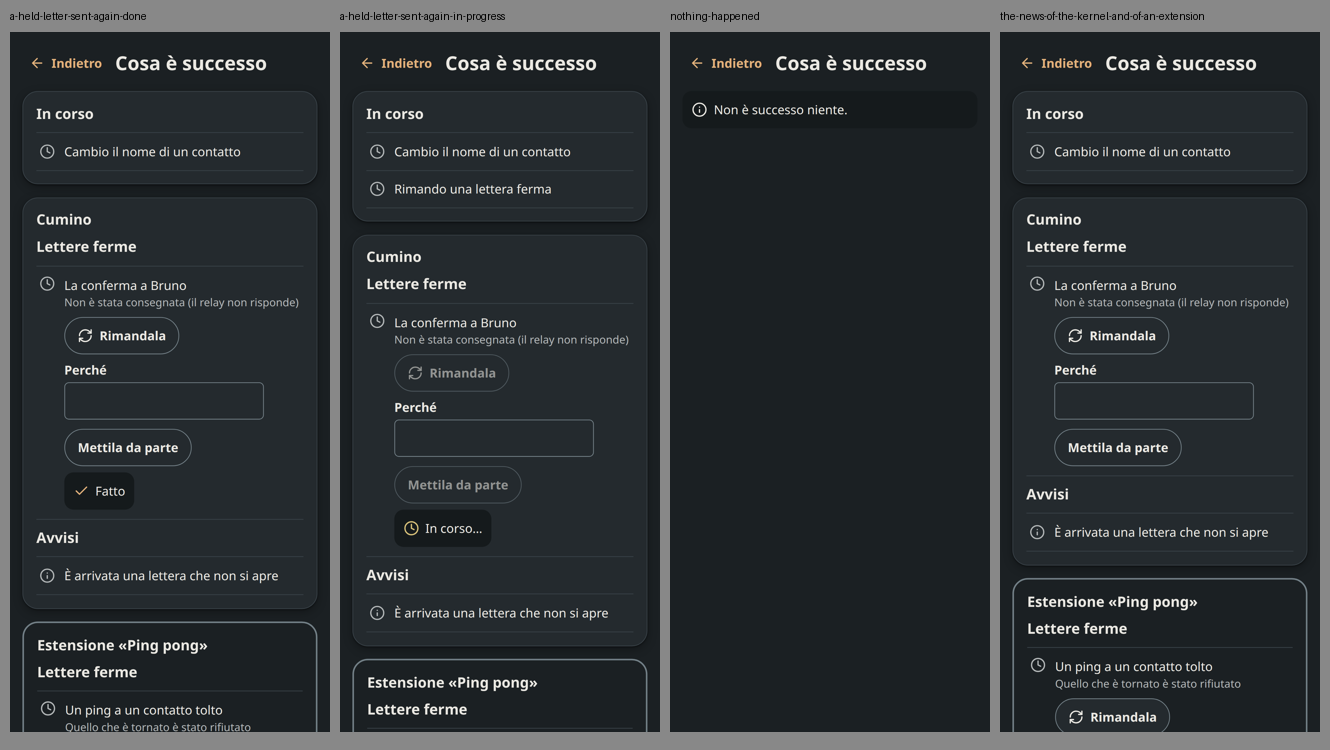 a-held-letter-sent-again-done
Indietro Cosa è successo
In corso
Cambio il nome di un contatto
Cumino
Lettere ferme
La conferma a Bruno
Non è stata consegnata (il relay non risponde)
Rimandala
Perché
Mettila da parte
Fatto
Avvisi
È arrivata una lettera che non si apre
Estensione «Ping pong»
Lettere ferme
Un ping a un contatto tolto
Quello che è tornato è stato rifiutato
a-held-letter-sent-again-in-progress
Indietro Cosa è successo
In corso
Cambio il nome di un contatto
Rimando una lettera ferma
Cumino
Lettere ferme
La conferma a Bruno
Non è stata consegnata (il relay non risponde)
Rimandala
Perché
Mettila da parte
In corso...
Avvisi
È arrivata una lettera che non si apre
Estensione «Ping pong»
Lettere ferme
nothing-happened
Indietro Cosa è successo
Non è successo niente.
the-news-of-the-kernel-and-of-an-extension
Indietro Cosa è successo
In corso
Cambio il nome di un contatto
Cumino
Lettere ferme
La conferma a Bruno
Non è stata consegnata (il relay non risponde)
Rimandala
Perché
Mettila da parte
Avvisi
È arrivata una lettera che non si apre
Estensione «Ping pong»
Lettere ferme
Un ping a un contatto tolto
Quello che è tornato è stato rifiutato
Rimandala